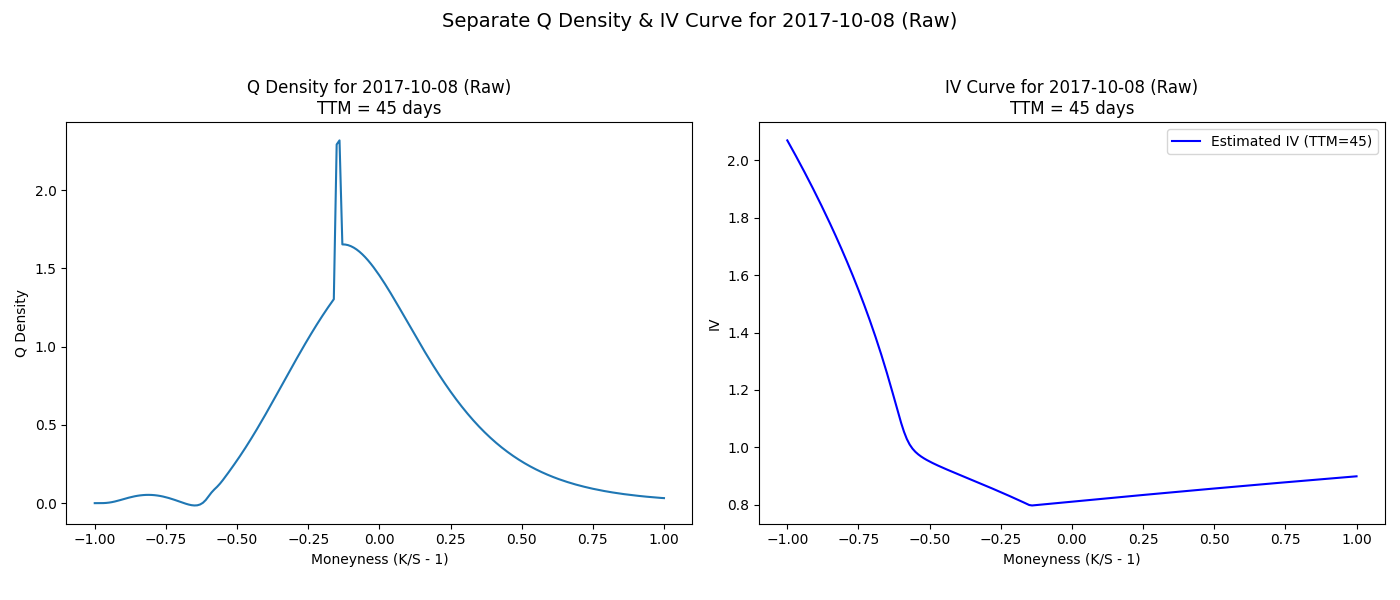 Separate Q Density & IV Curve for 2017-10-08 (Raw)
Q Density for 2017-10-08 (Raw)
TTM = 45 days
Q Density
2.0
1.5
1.0
0.5
0.0
−1.00 −0.75 −0.50 −0.25 0.00 0.25 0.50 0.75 1.00
Moneyness (K/S - 1)
IV Curve for 2017-10-08 (Raw)
TTM = 45 days
Estimated IV (TTM=45)
IV
2.0
1.8
1.6
1.4
1.2
1.0
0.8
−1.00 −0.75 −0.50 −0.25 0.00 0.25 0.50 0.75 1.00
Moneyness (K/S - 1)